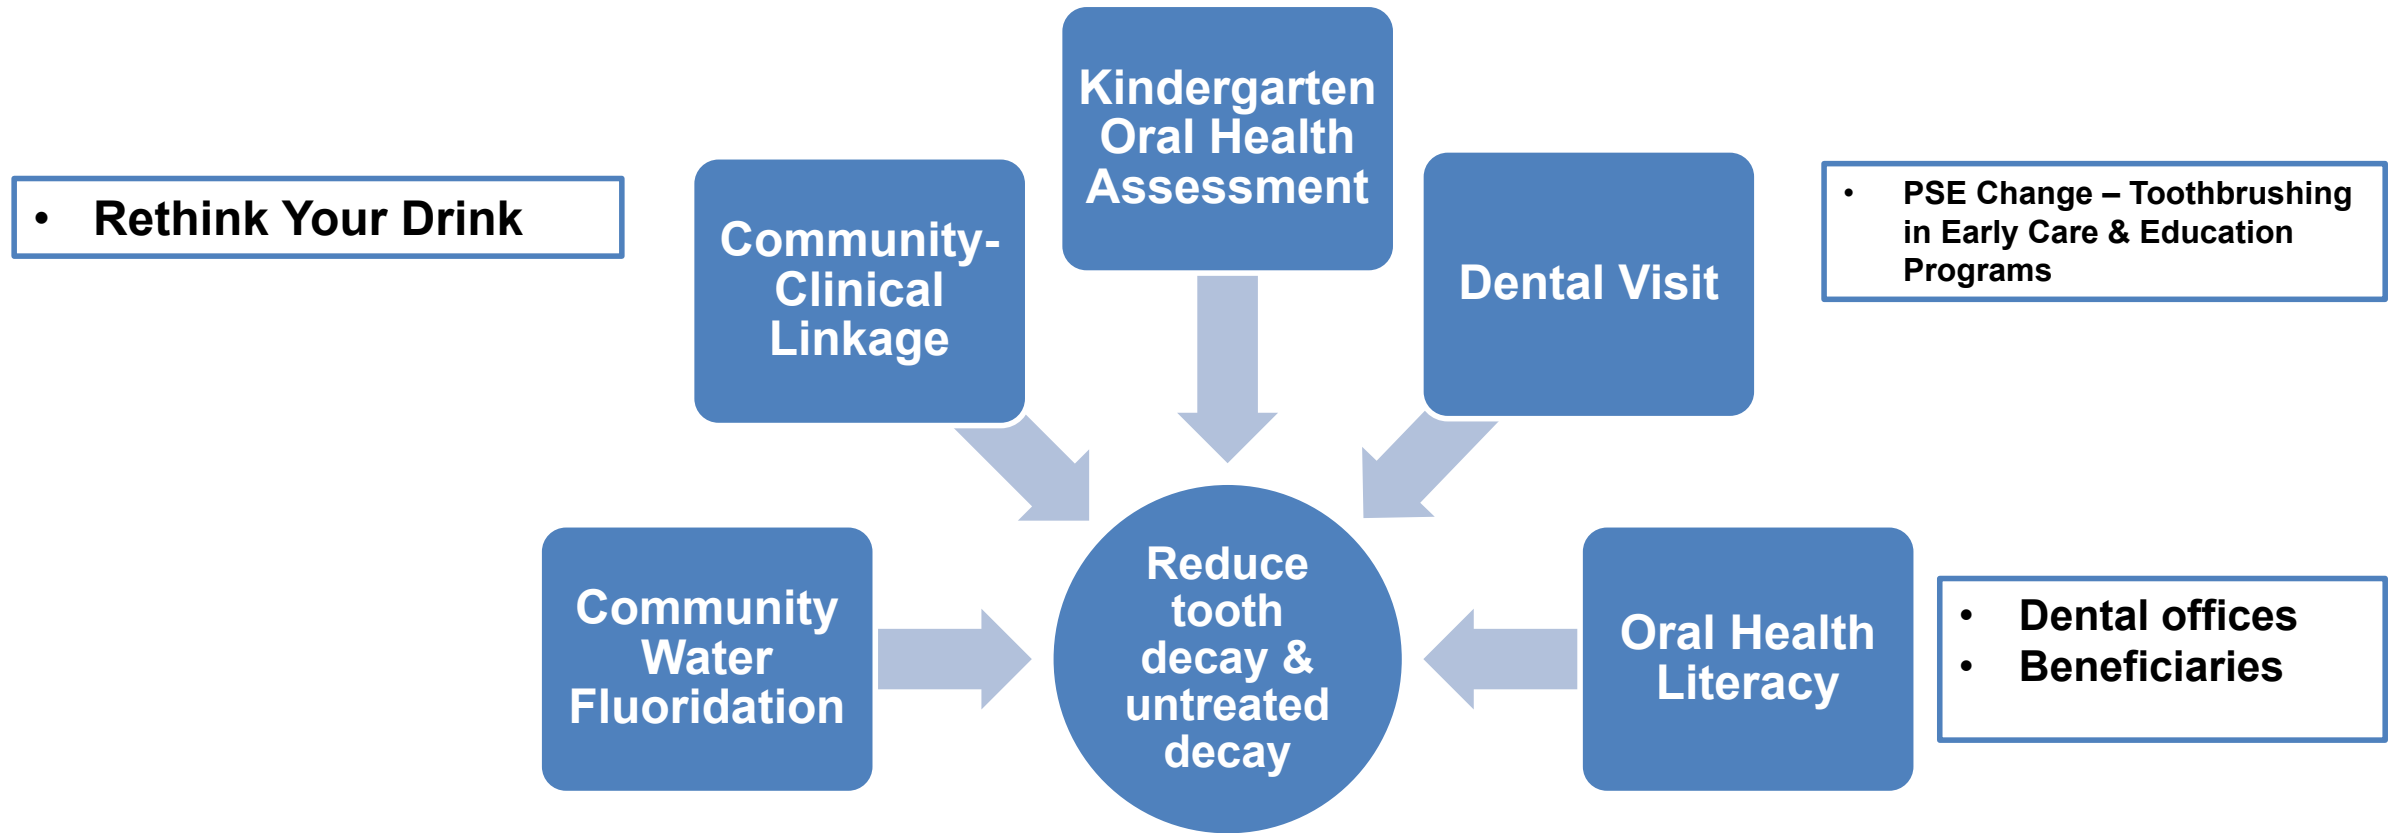 • Rethink Your Drink
Community-
Clinical
Linkage
Kindergarten
Oral Health
Assessment
Dental Visit
• PSE Change – Toothbrushing
in Early Care & Education
Programs
Community
Water
Fluoridation
Reduce
tooth
decay &
untreated
decay
Oral Health
Literacy
• Dental offices
• Beneficiaries